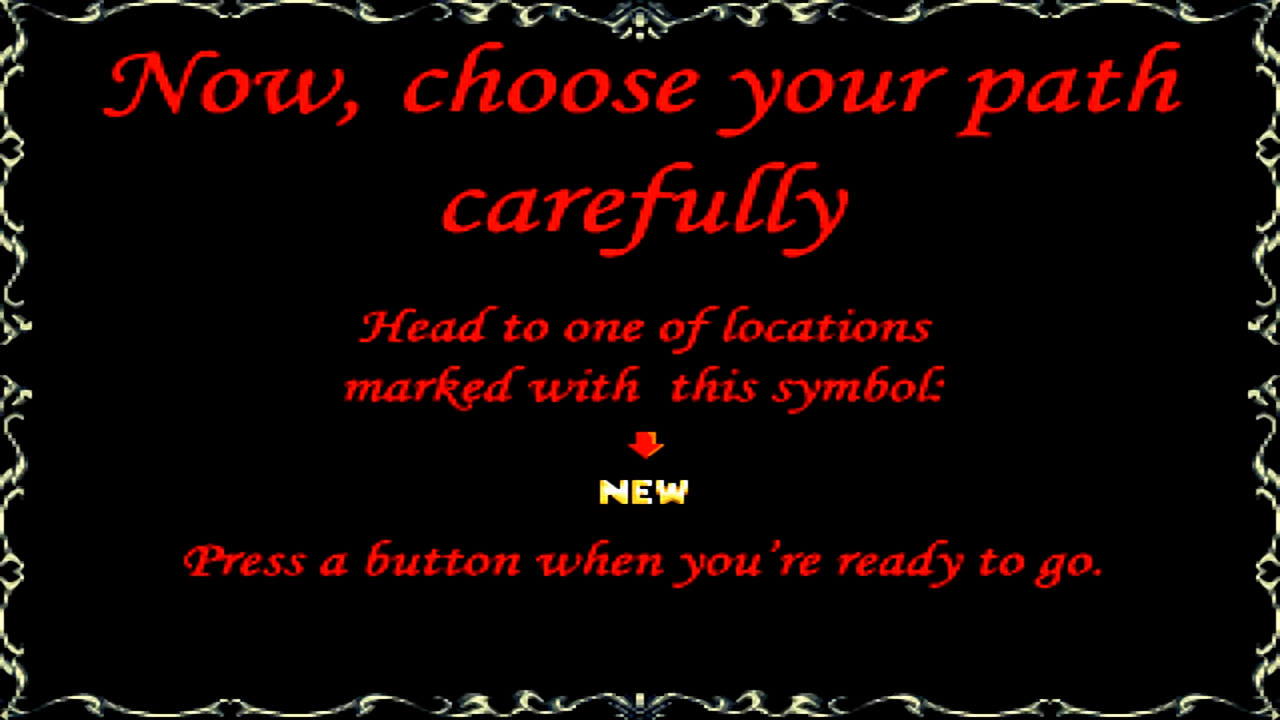 Now, choose your path
carefully
Head to one of locations
marked with this symbol:
NEW
Press a button when you're ready to go.